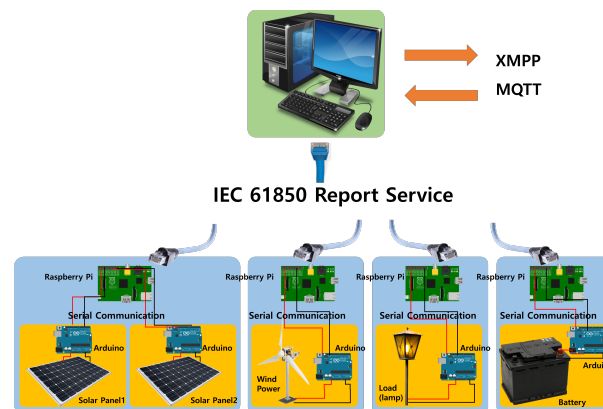 XMPP
MQTT
IEC 61850 Report Service
Raspberry Pi
Raspberry Pi
Raspberry Pi
Raspberry Pi
Serial Communication
Serial Communication
Serial Communication
Serial Communication
Arduino
Arduino
Arduino
Arduino
Ardui
Solar Panel1
Solar Panel2
Wind
Power
Load
(lamp)
Battery